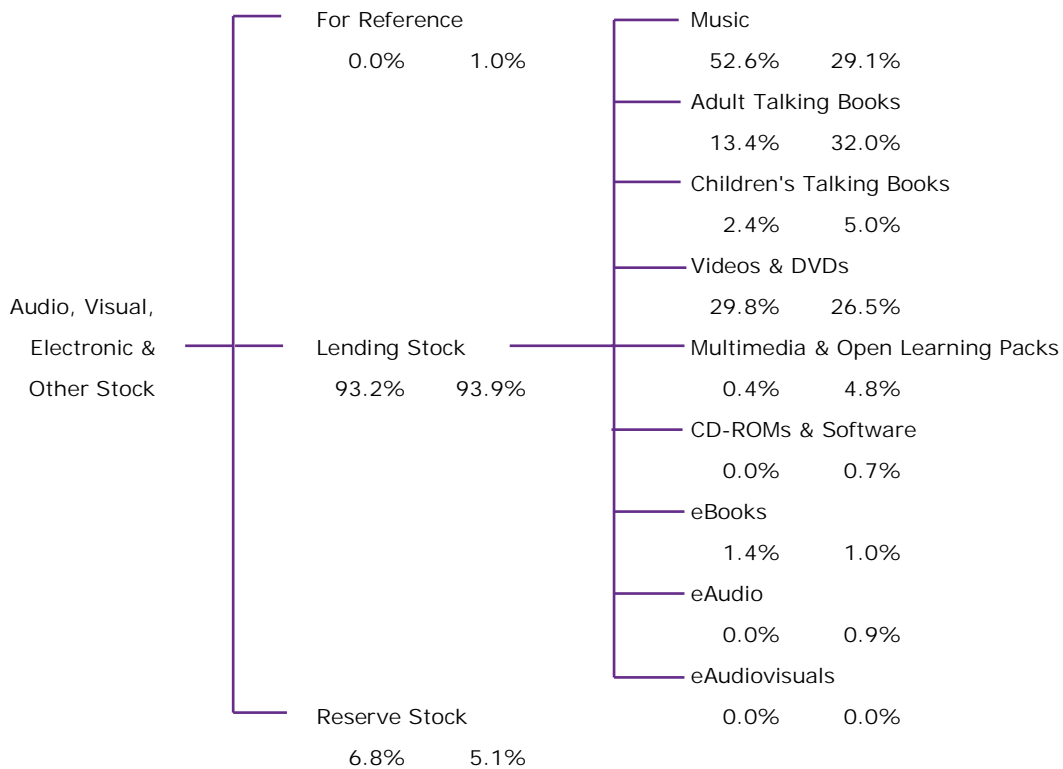 For Reference
0.0% 1.0%
Music
52.6% 29.1%
Adult Talking Books
13.4% 32.0%
Children's Talking Books
2.4% 5.0%
Videos & DVDs
29.8% 26.5%
Audio, Visual,
Electronic &
Other Stock
Lending Stock
93.2% 93.9%
Multimedia & Open Learning Packs
0.4% 4.8%
CD-ROMs & Software
0.0% 0.7%
eBooks
1.4% 1.0%
eAudio
0.0% 0.9%
eAudiovisuals
0.0% 0.0%
Reserve Stock
6.8% 5.1%